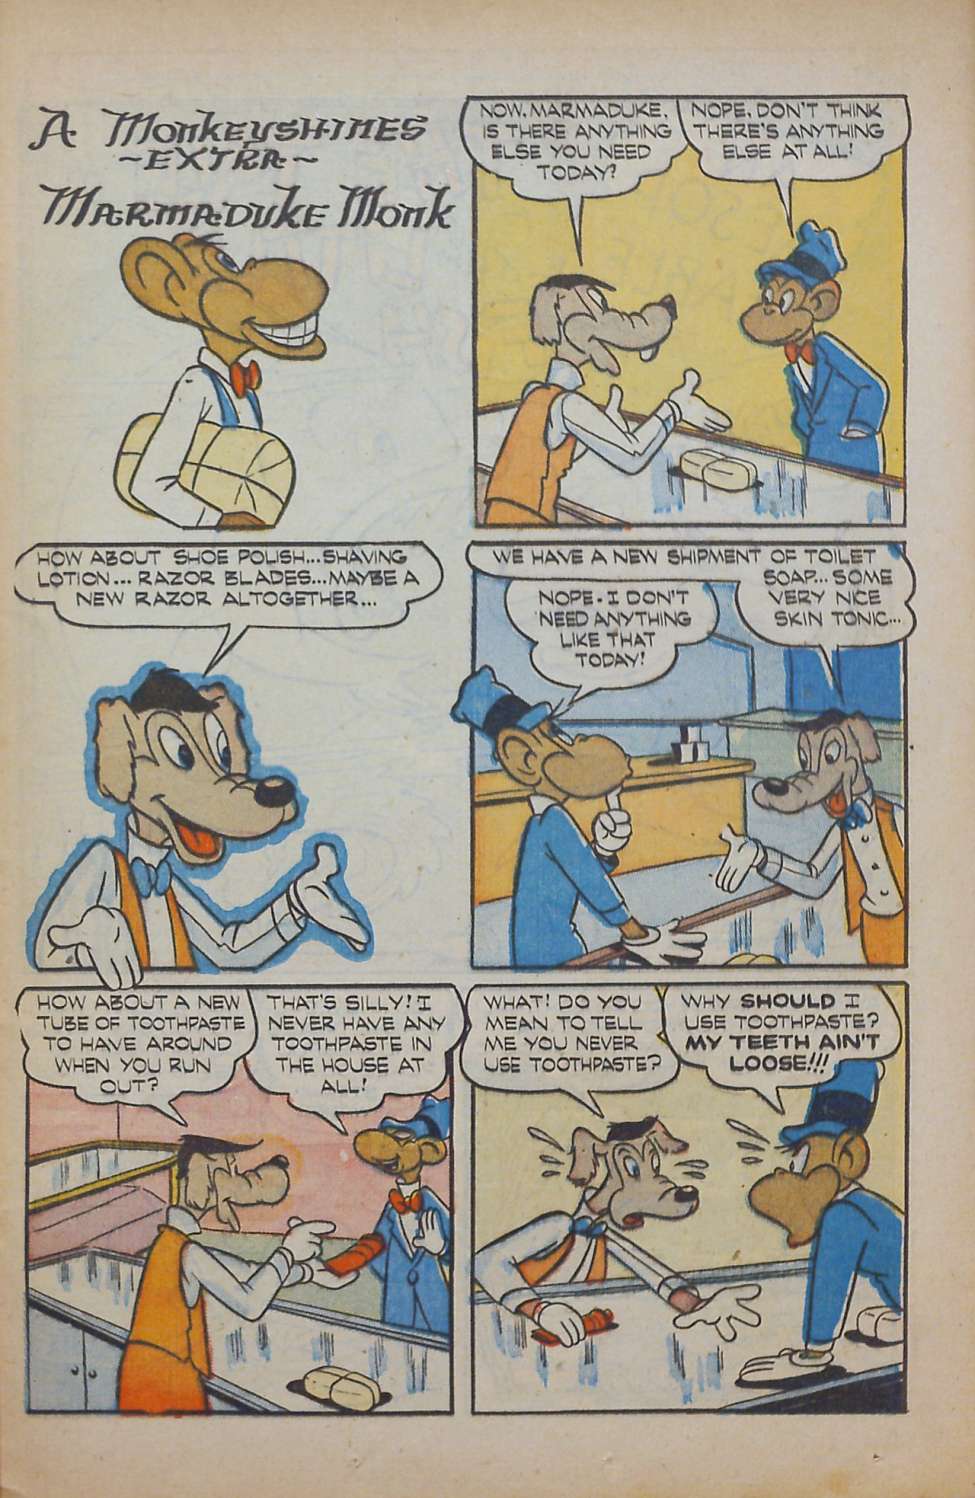 A MONKEYSHINES
~EXTRA~
MARMADUKE MONK
NOW, MARMADUKE,
IS THERE ANYTHING
ELSE YOU NEED
TODAY?
NOPE, DON'T THINK
THERE'S ANYTHING
ELSE AT ALL!
HOW ABOUT SHOE POLISH...SHAVING
LOTION... RAZOR BLADES...MAYBE A
NEW RAZOR ALTOGETHER...
WE HAVE A NEW SHIPMENT OF TOILET
SOAP... SOME
VERY NICE
SKIN TONIC...
NOPE - I DON'T
NEED ANYTHING
LIKE THAT
TODAY!
HOW ABOUT A NEW
TUBE OF TOOTHPASTE
TO HAVE AROUND
WHEN YOU RUN
OUT?
THAT'S SILLY! I
NEVER HAVE ANY
TOOTHPASTE IN
THE HOUSE AT
ALL!
WHAT! DO YOU
MEAN TO TELL
ME YOU NEVER
USE TOOTHPASTE?
WHY SHOULD I
USE TOOTHPASTE?
MY TEETH AIN'T
LOOSE!!!